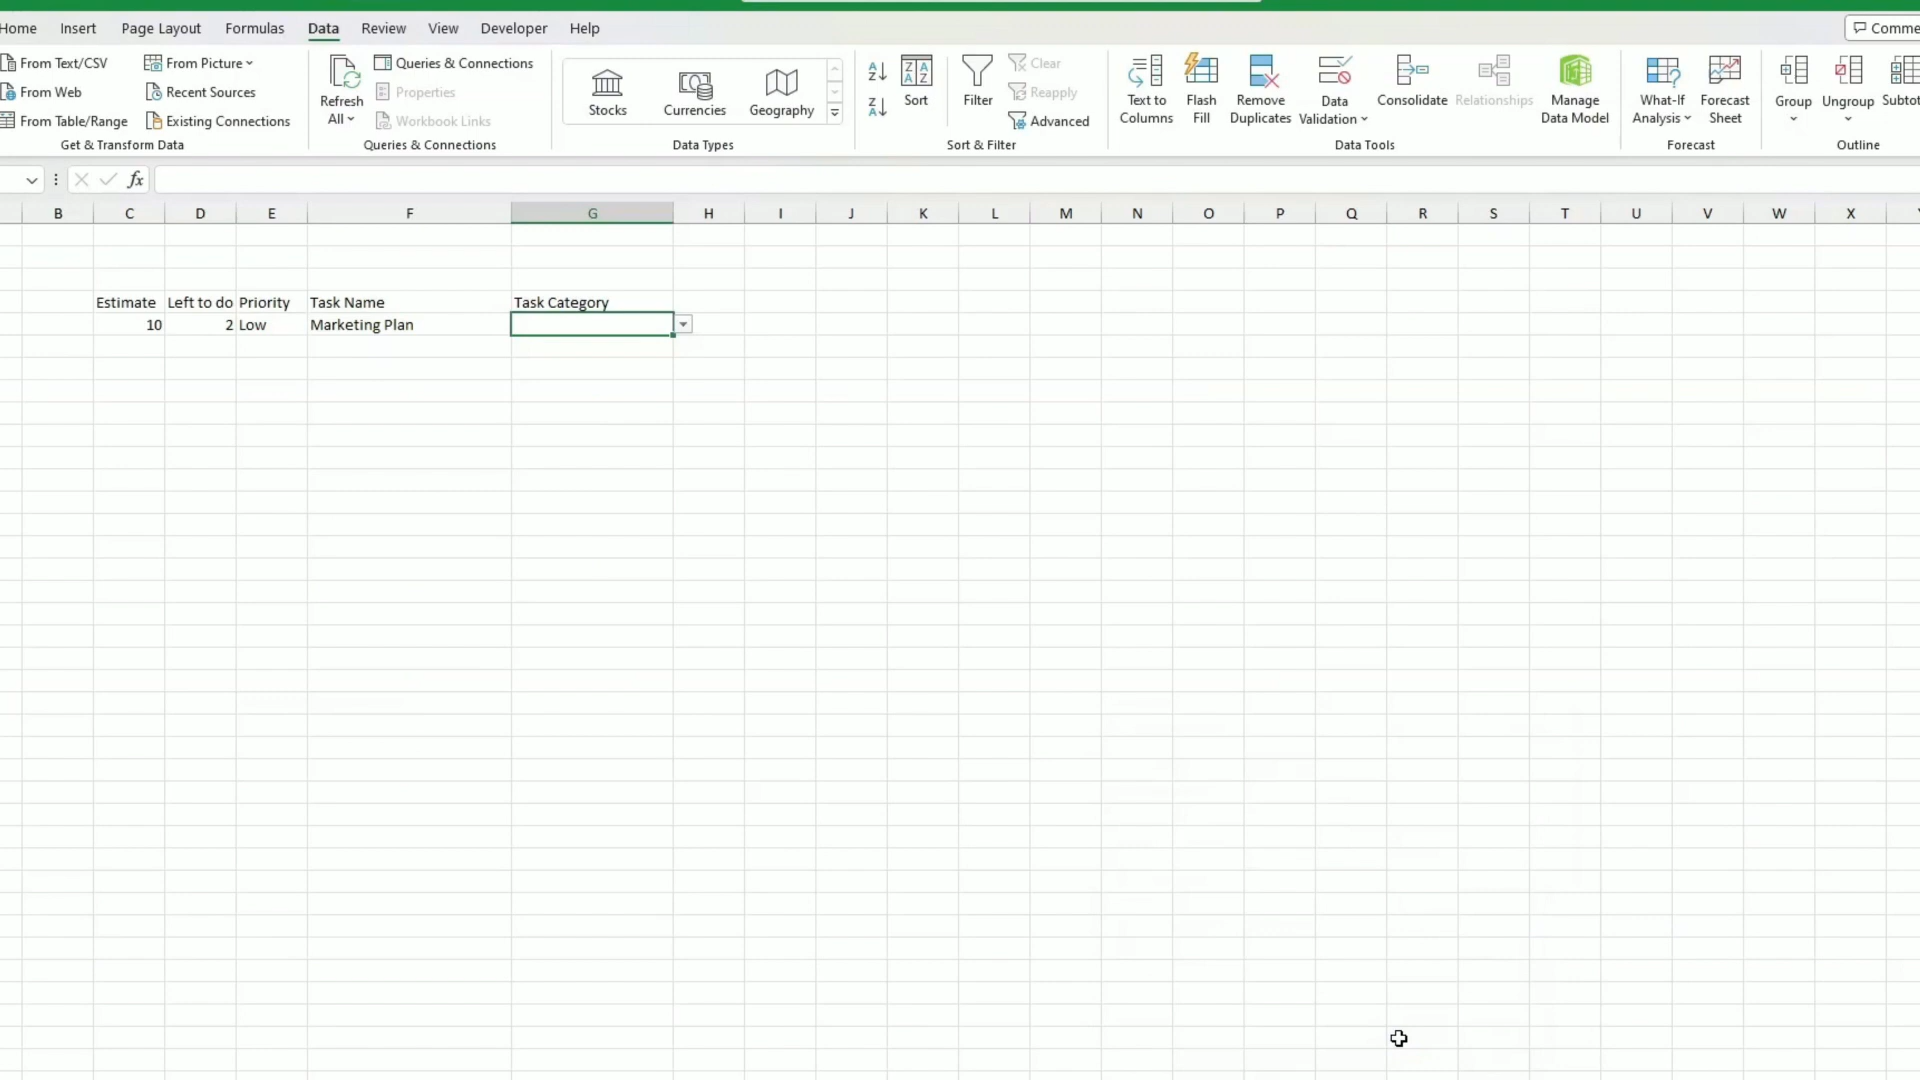 Home Insert Page Layout Formulas Data Review View Developer Help
From Text/CSV From Picture Queries & Connections Clear
From Web Recent Sources Properties Reapply
From Table/Range Existing Connections Workbook Links Advanced
Refresh All
Stocks Currencies Geography
Sort Filter
Text to Columns Flash Fill Remove Duplicates Data Validation Consolidate Relationships Manage Data Model
What-If Analysis Forecast Sheet
Group Ungroup
Get & Transform Data Queries & Connections Data Types Sort & Filter Data Tools Forecast Outline
fx
B C D E F G H I J K L M N O P Q R S T U V W X
Estimate Left to do Priority Task Name Task Category
10 2 Low Marketing Plan